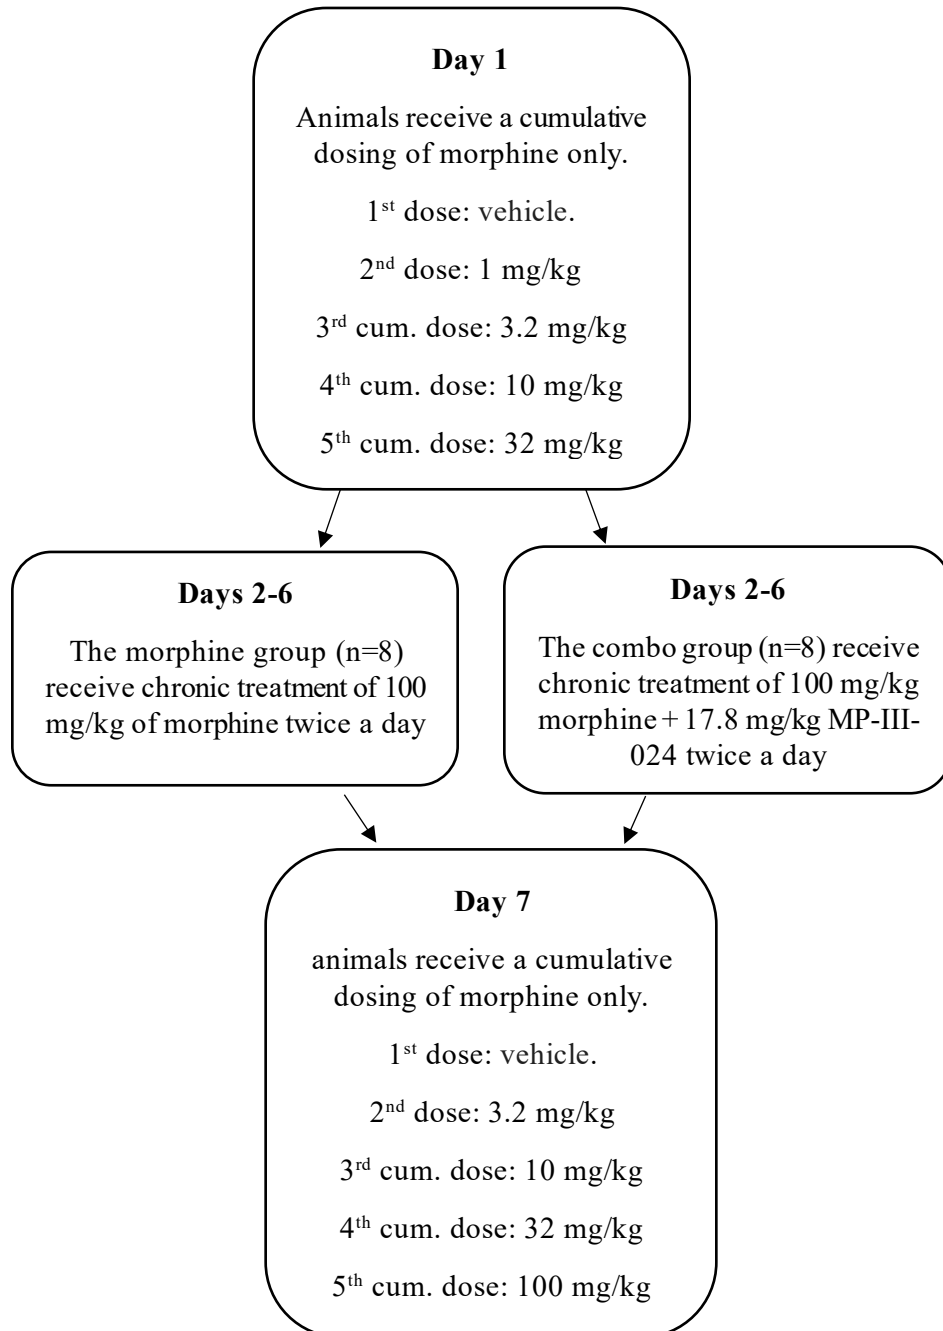 Day 1
Animals receive a cumulative
dosing of morphine only.
1st dose: vehicle.
2nd dose: 1 mg/kg
3rd cum. dose: 3.2 mg/kg
4th cum. dose: 10 mg/kg
5th cum. dose: 32 mg/kg
Days 2-6
The morphine group (n=8)
receive chronic treatment of 100
mg/kg of morphine twice a day
Days 2-6
The combo group (n=8) receive
chronic treatment of 100 mg/kg
morphine + 17.8 mg/kg MP-III-
024 twice a day
Day 7
animals receive a cumulative
dosing of morphine only.
1st dose: vehicle.
2nd dose: 3.2 mg/kg
3rd cum. dose: 10 mg/kg
4th cum. dose: 32 mg/kg
5th cum. dose: 100 mg/kg